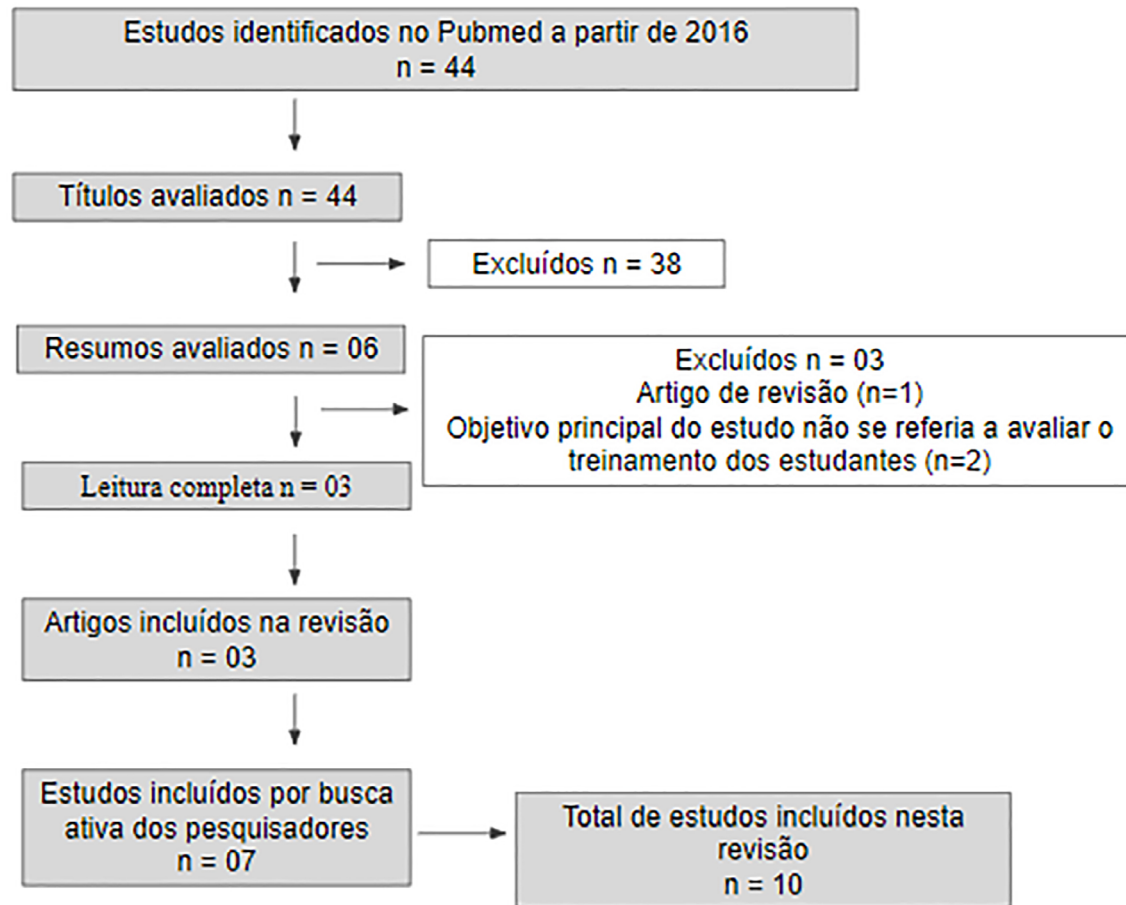 Estudos identificados no Pubmed a partir de 2016
n = 44
Títulos avaliados n = 44
Excluídos n = 38
Resumos avaliados n = 06
Excluídos n = 03
Artigo de revisão (n=1)
Objetivo principal do estudo não se referia a avaliar o
treinamento dos estudantes (n=2)
Leitura completa n = 03
Artigos incluídos na revisão
n = 03
Estudos incluídos por busca
ativa dos pesquisadores
n = 07
Total de estudos incluídos nesta
revisão
n = 10